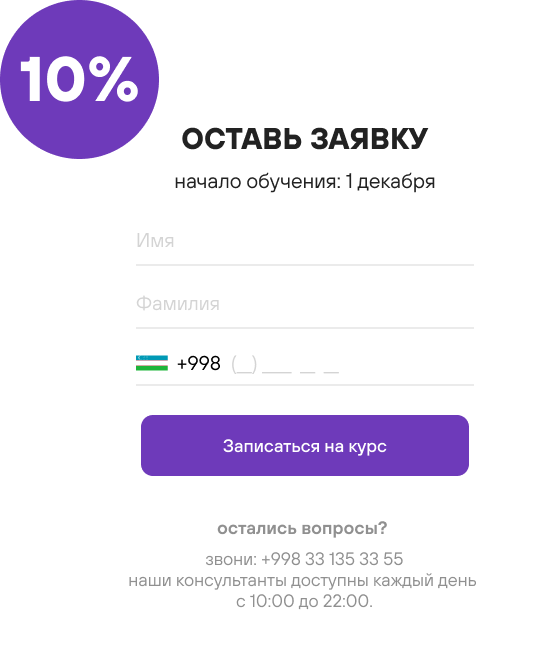 10%
ОСТАВЬ ЗАЯВКУ
начало обучения: 1 декабря
Имя
Фамилия
+998 (__) ___ __ __
Записаться на курс
остались вопросы?
звони: +998 33 135 33 55
наши консультанты доступны каждый день
с 10:00 до 22:00.